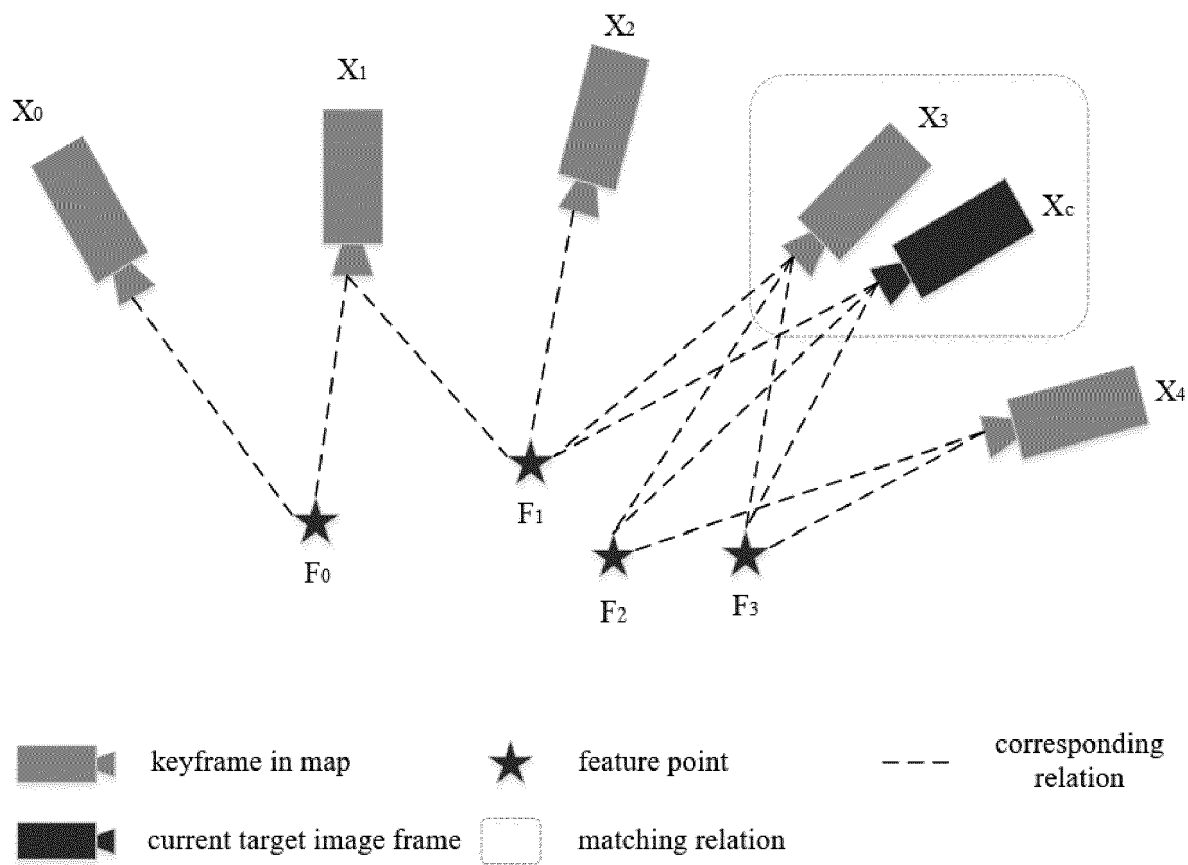 X2
X1
X0
X3
Xc
X4
F1
F0
F2
F3
keyframe in map
feature point
corresponding
relation
current target image frame
matching relation